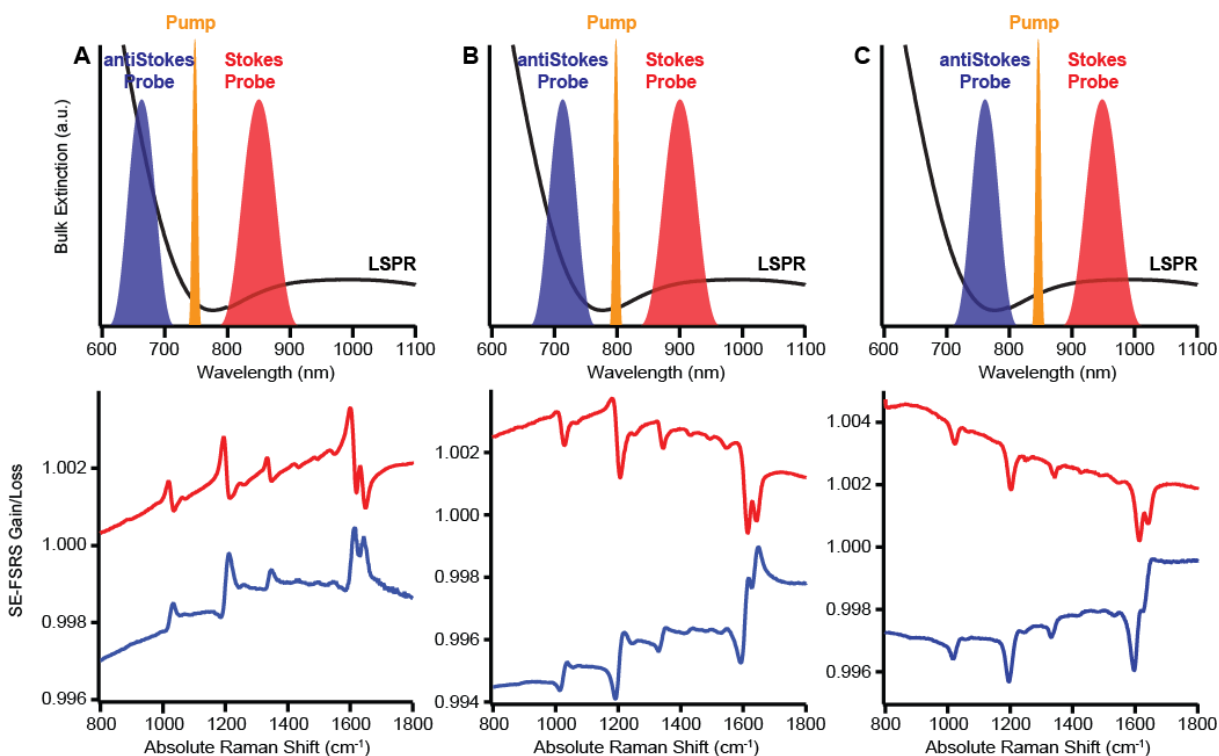 Pump
A
antiStokes
Probe
Stokes
Probe
LSPR
Bulk Extinction (a.u.)
600 700 800 900 1000 1100
Wavelength (nm)
Pump
B
antiStokes
Probe
Stokes
Probe
LSPR
600 700 800 900 1000 1100
Wavelength (nm)
Pump
C
antiStokes
Probe
Stokes
Probe
LSPR
600 700 800 900 1000 1100
Wavelength (nm)
SE-FSRS Gain/Loss
1.002
1.000
0.998
0.996
800 1000 1200 1400 1600 1800
Absolute Raman Shift (cm⁻¹)
1.002
1.000
0.998
0.996
0.994
800 1000 1200 1400 1600 1800
Absolute Raman Shift (cm⁻¹)
1.004
1.002
1.000
0.998
0.996
800 1000 1200 1400 1600 1800
Absolute Raman Shift (cm⁻¹)